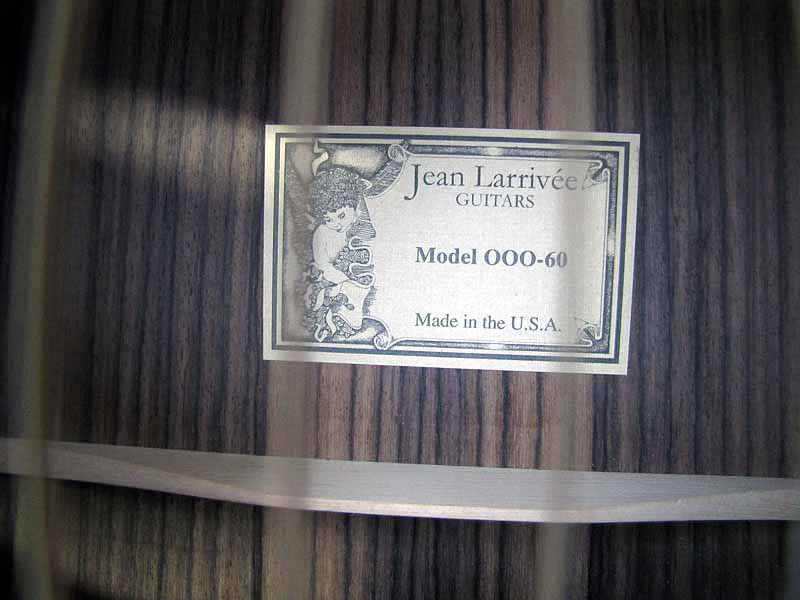 Jean Larrivée
GUITARS
Model OOO-60
Made in the U.S.A.